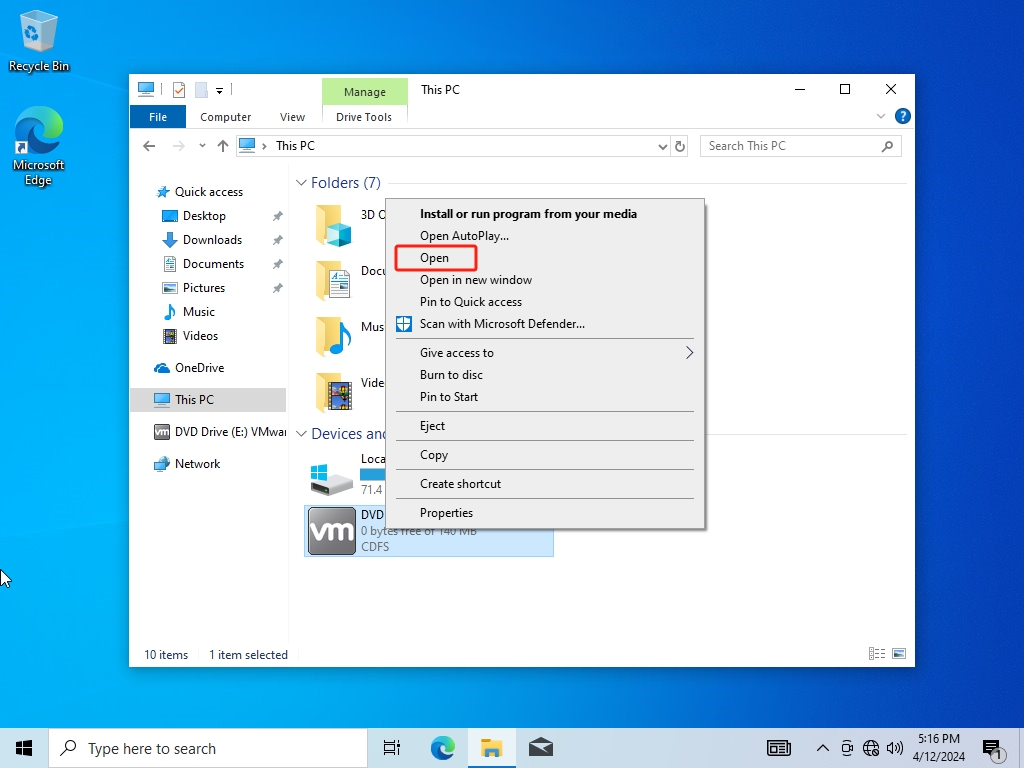 Recycle Bin
Microsoft
Edge
Manage
This PC
File
Computer
View
Drive Tools
?
This PC
Search This PC
Quick access
Desktop
Downloads
Documents
Pictures
Music
Videos
OneDrive
This PC
vm DVD Drive (E:) VMwar
Network
Folders (7)
3D O
Docu
Mus
Vide
Devices and
Loca
71.4
vm
DVD
0 bytes free of 140 MB
CDFS
Install or run program from your media
Open AutoPlay...
Open
Open in new window
Pin to Quick access
Scan with Microsoft Defender...
Give access to
Burn to disc
Pin to Start
Eject
Copy
Create shortcut
Properties
10 items
1 item selected
Type here to search
5:16 PM
4/12/2024
1